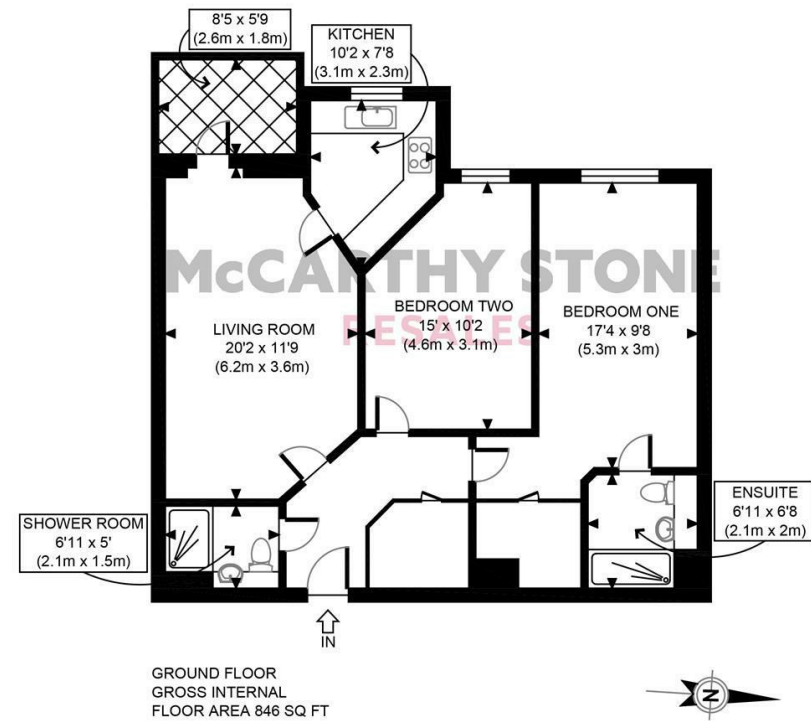 8'5 x 5'9
(2.6m x 1.8m)
KITCHEN
10'2 x 7'8
(3.1m x 2.3m)
McCARTHY STONE
RESALES
LIVING ROOM
20'2 x 11'9
(6.2m x 3.6m)
BEDROOM TWO
15' x 10'2
(4.6m x 3.1m)
BEDROOM ONE
17'4 x 9'8
(5.3m x 3m)
SHOWER ROOM
6'11 x 5'
(2.1m x 1.5m)
ENSUITE
6'11 x 6'8
(2.1m x 2m)
IN
GROUND FLOOR
GROSS INTERNAL
FLOOR AREA 846 SQ FT
N